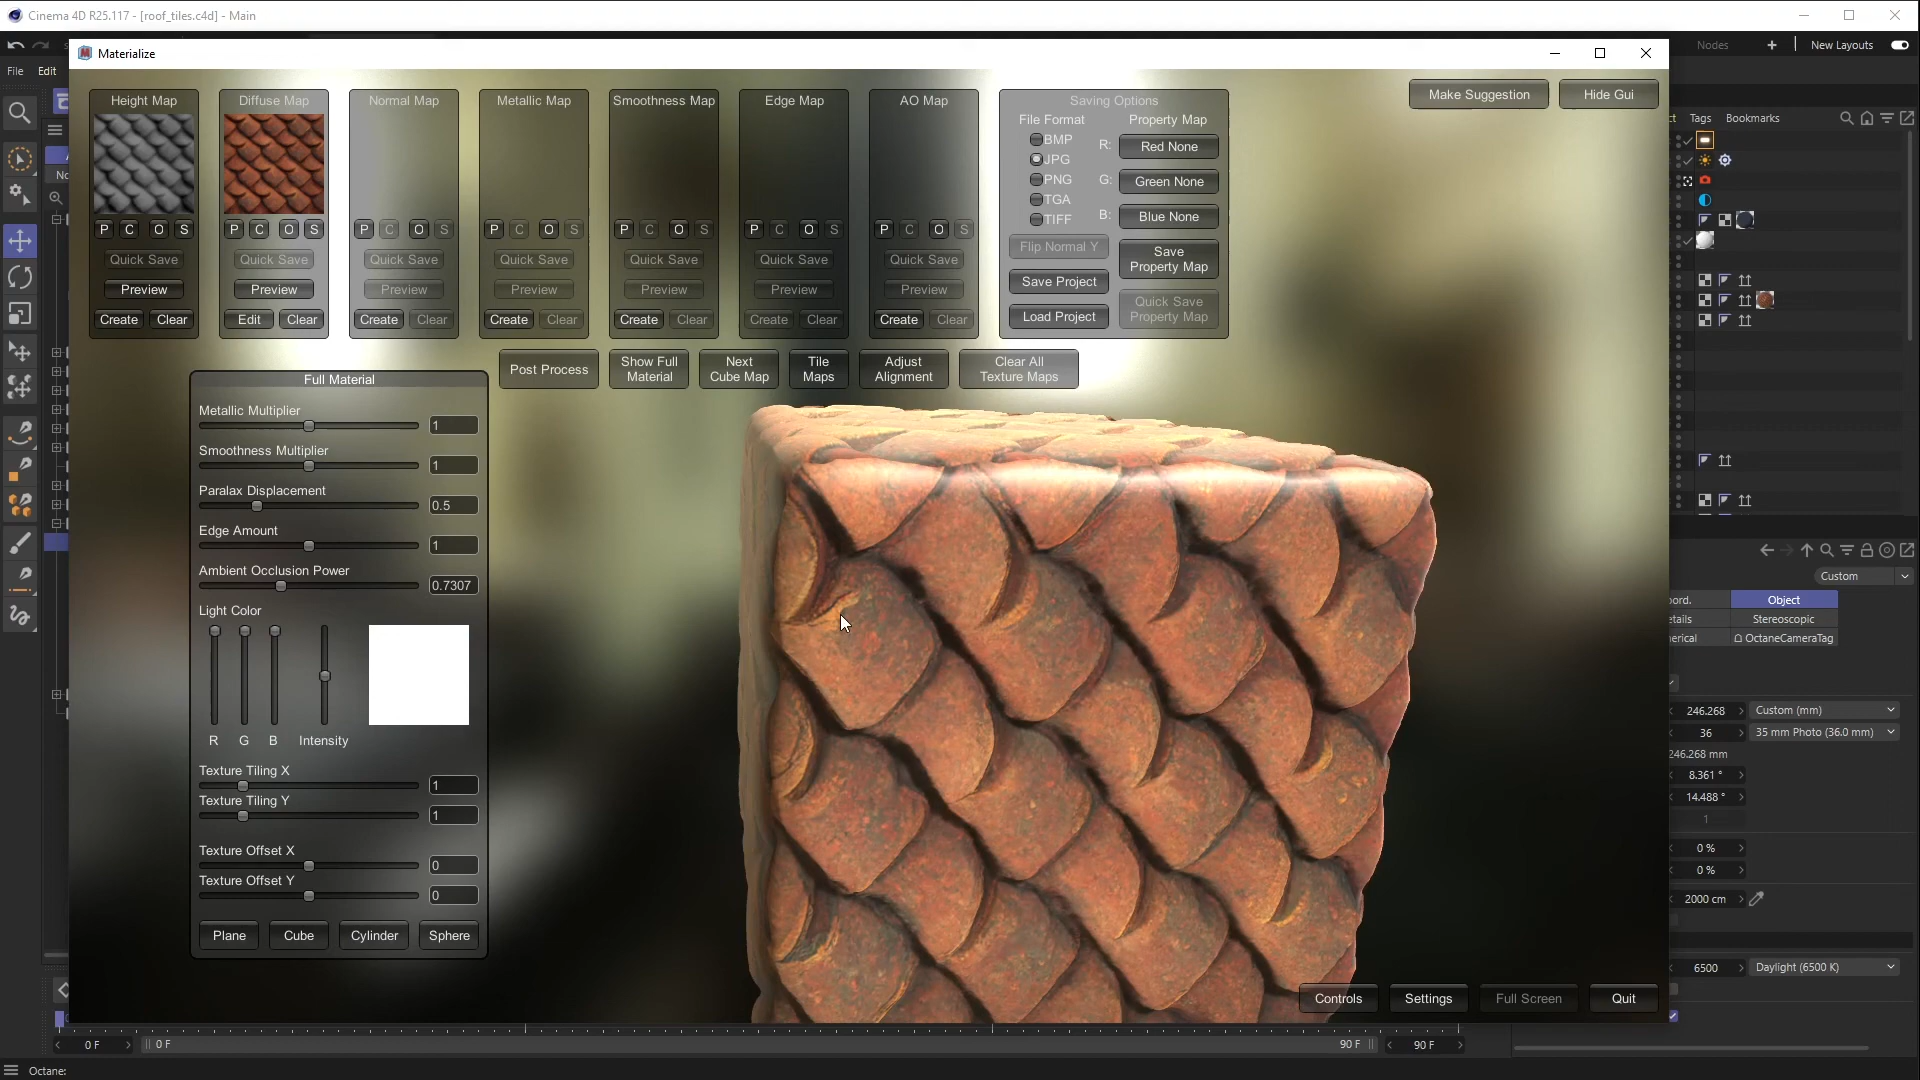 Cinema 4D R25.117 - [roof_tiles.c4d] - Main
Nodes
New Layouts
File Edit
Materialize
Make Suggestion Hide Gui
Height Map Diffuse Map Normal Map Metallic Map Smoothness Map Edge Map AO Map Saving Options
File Format Property Map
BMP R: Red None
JPG
PNG G: Green None
TGA
TIFF B: Blue None
P C O S P C O S P C O S P C O S P C O S P C O S P C O S
Flip Normal Y Save Property Map
Quick Save Quick Save Quick Save Quick Save Quick Save Quick Save Quick Save
Save Project
Preview Preview Preview Preview Preview Preview Preview
Load Project Quick Save Property Map
Create Clear Edit Clear Create Clear Create Clear Create Clear Create Clear Create Clear
Post Process Show Full Material Next Cube Map Tile Maps Adjust Alignment Clear All Texture Maps
Full Material
Metallic Multiplier
1
Smoothness Multiplier
1
Paralax Displacement
0.5
Edge Amount
1
Ambient Occlusion Power
0.7307
Light Color
R G B Intensity
Texture Tiling X
1
Texture Tiling Y
1
Texture Offset X
0
Texture Offset Y
0
Plane Cube Cylinder Sphere
Controls Settings Full Screen Quit
ct Tags Bookmarks
Custom
oord. Object
etails Stereoscopic
erical OctaneCameraTag
246.268 Custom (mm)
36 35 mm Photo (36.0 mm)
246.268 mm
8.361 °
14.488 °
1
0 %
0 %
2000 cm
6500 Daylight (6500 K)
0 F 0 F 90 F 90 F
Octane: